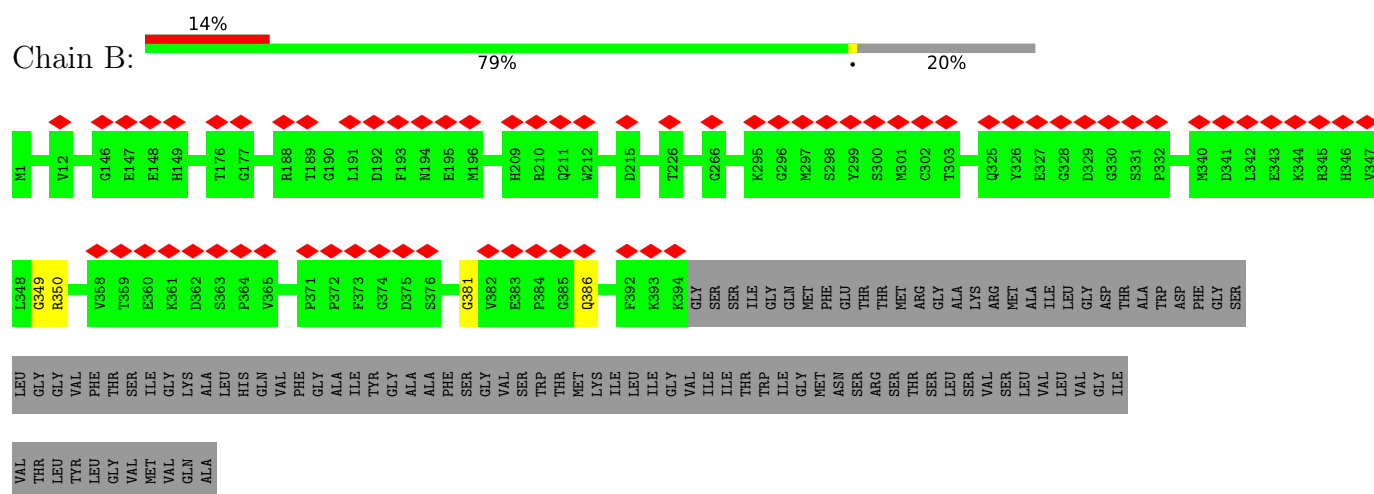 14%
Chain B:
79%
•
20%
M1 V12 G146 E147 E148 H149 T176 G177 R188 T189 G190 L191 D192 F193 N194 E195 M196 H209 R210 Q211 W212 D215 T226 G266 K295 G296 M297 S298 Y299 S300 M301 C302 T303 Q325 Y326 E327 G328 D329 G330 S331 P332 M340 D341 L342 E343 K344 R345 H346 V347
L348 G349 R350 V358 T359 E360 K361 D362 S363 P364 V365 P371 P372 F373 G374 D375 S376 G381 V382 E383 P384 G385 Q386 F392 K393 K394 GLY SER SER ILE GLY GLN MET PHE GLU THR THR MET ARG GLY ALA LYS ARG MET ALA ILE LEU GLY ASP THR ALA TRP ASP PHE GLY SER
LEU GLY GLY VAL PHE THR SER ILE GLY LYS ALA LEU HIS GLN VAL PHE GLY ALA ILE TYR GLY ALA ALA PHE SER GLY VAL SER TRP THR MET LYS ILE LEU ILE GLY VAL ILE ILE THR TRP ILE GLY MET ASN SER ARG SER THR SER LEU SER VAL SER LEU VAL LEU VAL GLY ILE
VAL THR LEU TYR LEU GLY VAL MET VAL GLN ALA